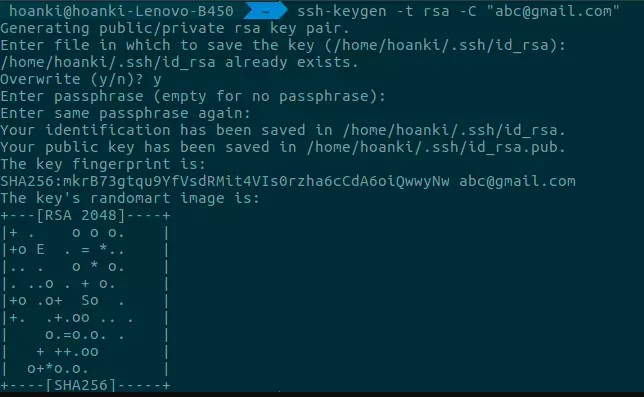 hoanki@hoanki-Lenovo-B450 ~ ssh-keygen -t rsa -C "abc@gmail.com"
Generating public/private rsa key pair.
Enter file in which to save the key (/home/hoanki/.ssh/id_rsa):
/home/hoanki/.ssh/id_rsa already exists.
Overwrite (y/n)? y
Enter passphrase (empty for no passphrase):
Enter same passphrase again:
Your identification has been saved in /home/hoanki/.ssh/id_rsa.
Your public key has been saved in /home/hoanki/.ssh/id_rsa.pub.
The key fingerprint is:
SHA256:mkrB73gtqu9YfVsdRMit4VIs0rzha6cCdA6oiQwwyNw abc@gmail.com
The key's randomart image is:
+---[RSA 2048]----+
|+ .    o o o.    |
|+o E  . = *..    |
|.. .   o * o.    |
|. ..o . + o.     |
|+o .o+  So  .    |
|+.  .+.oo .. .   |
|    o.=o.o. .    |
|   + ++.oo       |
|  o+*o.o.        |
+----[SHA256]-----+